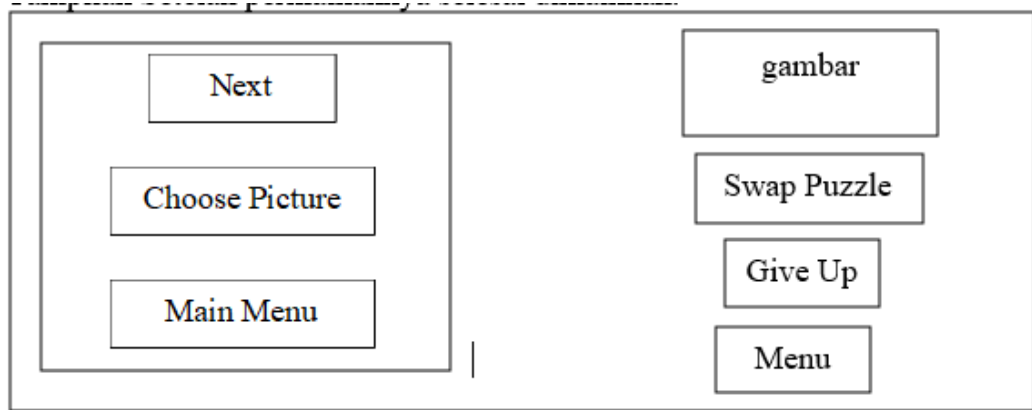 Next
Choose Picture
Main Menu
gambar
Swap Puzzle
Give Up
Menu